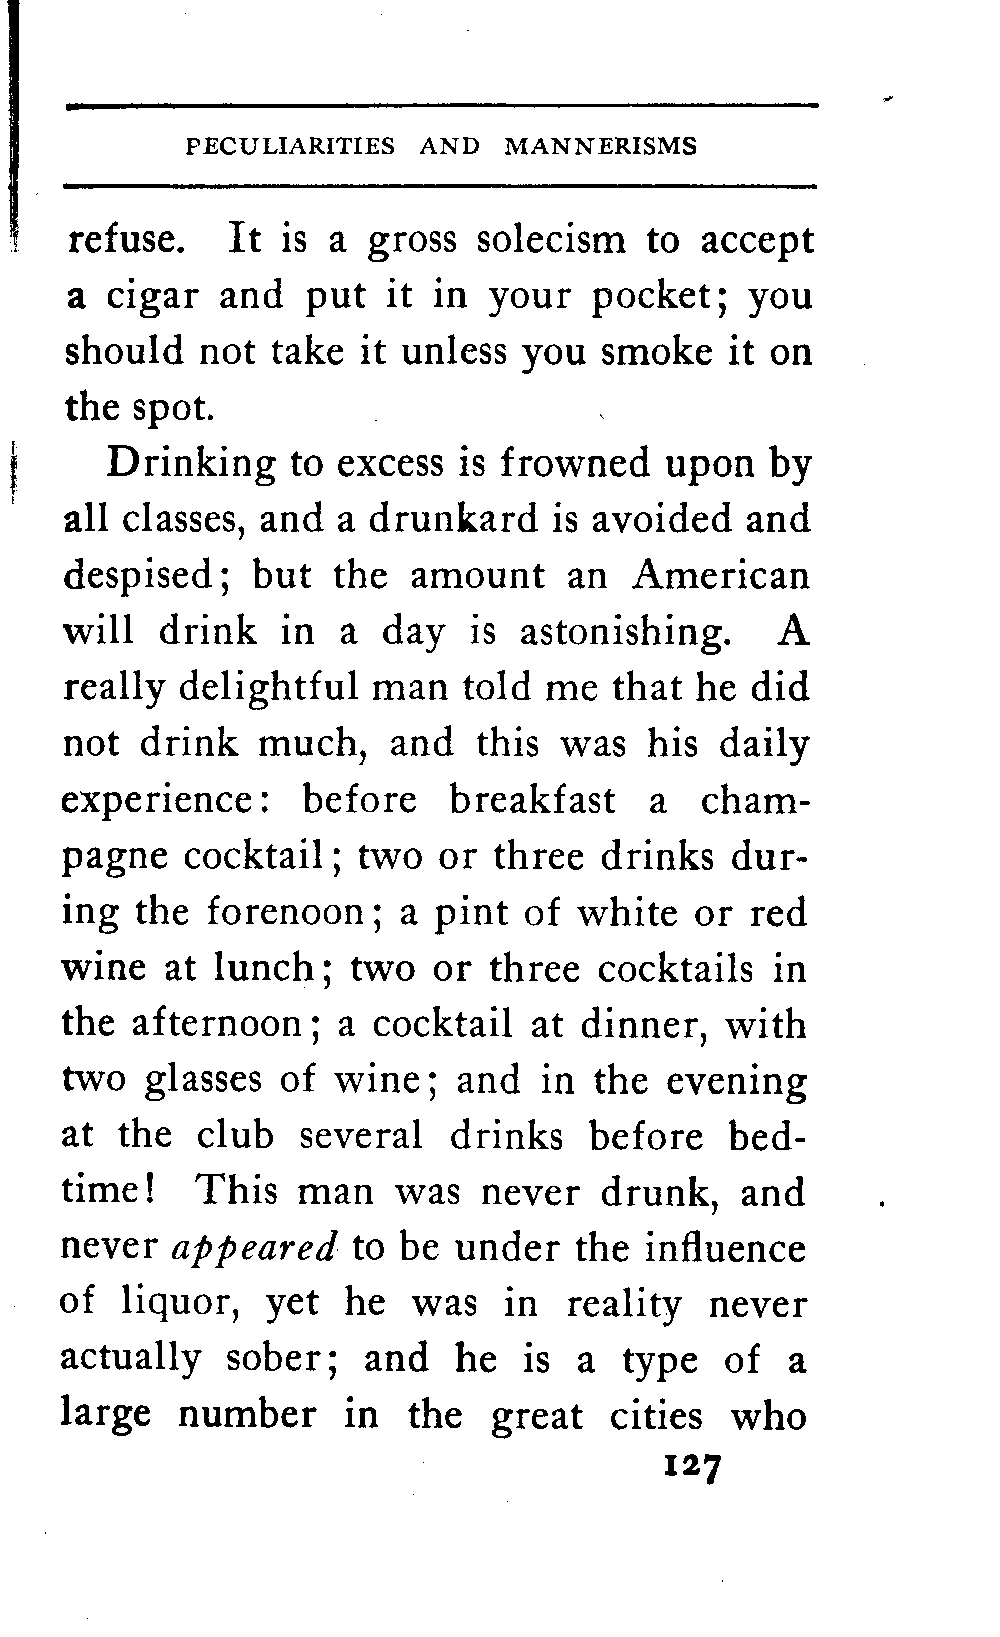 PECULIARITIES AND MANNERISMS
refuse. It is a gross solecism to accept
a cigar and put it in your pocket; you
should not take it unless you smoke it on
the spot.
Drinking to excess is frowned upon by
all classes, and a drunkard is avoided and
despised; but the amount an American
will drink in a day is astonishing. A
really delightful man told me that he did
not drink much, and this was his daily
experience: before breakfast a cham-
pagne cocktail; two or three drinks dur-
ing the forenoon; a pint of white or red
wine at lunch; two or three cocktails in
the afternoon; a cocktail at dinner, with
two glasses of wine; and in the evening
at the club several drinks before bed-
time! This man was never drunk, and
never appeared to be under the influence
of liquor, yet he was in reality never
actually sober; and he is a type of a
large number in the great cities who
127